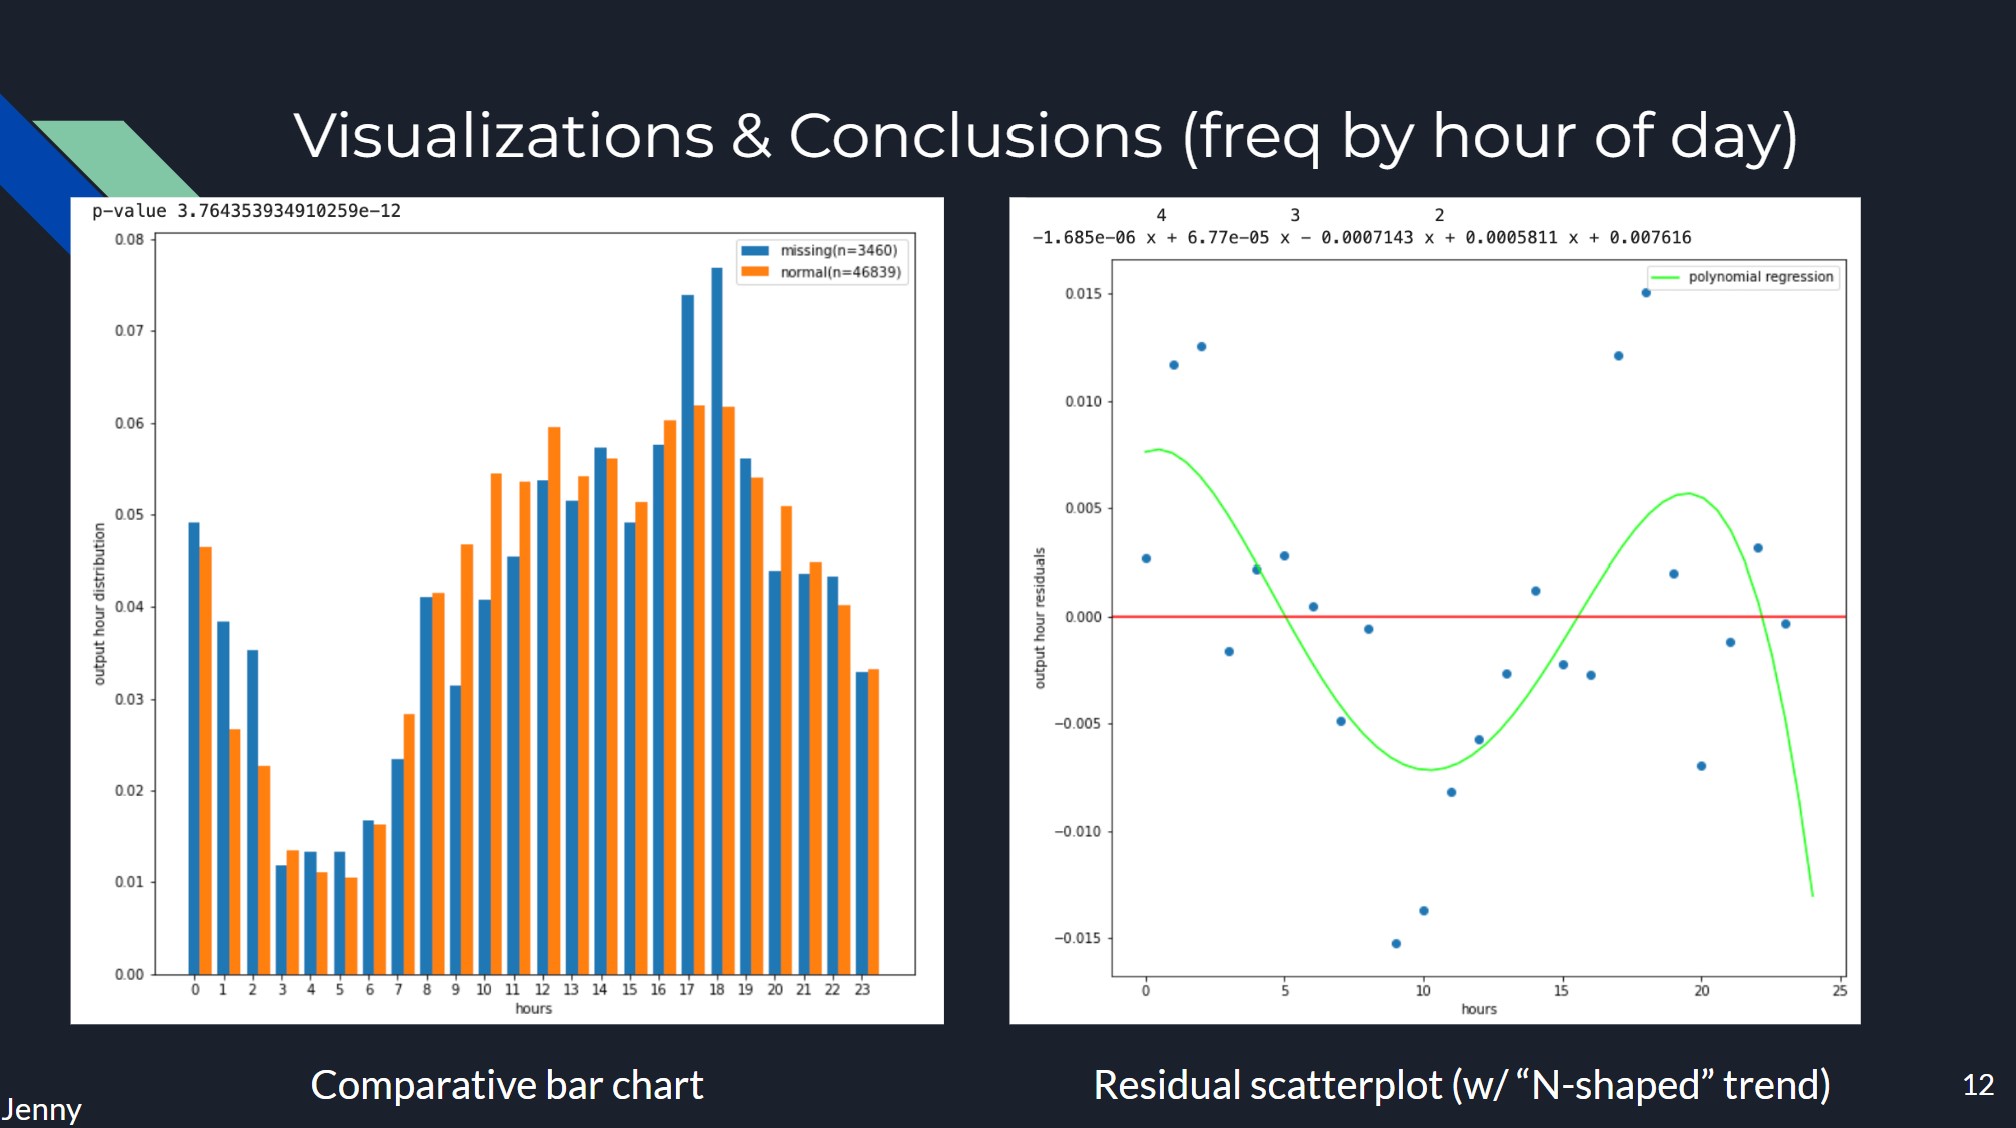 Visualizations & Conclusions (freq by hour of day)
p-value 3.764353934910259e-12
0.08
0.07
0.06
0.05
0.04
0.03
0.02
0.01
0.00
output hour distribution
missing(n=3460)
normal(n=46839)
0 1 2 3 4 5 6 7 8 9 10 11 12 13 14 15 16 17 18 19 20 21 22 23
hours
Comparative bar chart
4 3 2
-1.685e-06 x + 6.77e-05 x - 0.0007143 x + 0.0005811 x + 0.007616
polynomial regression
0.015
0.010
0.005
0.000
−0.005
−0.010
−0.015
output hour residuals
0 5 10 15 20 25
hours
Residual scatterplot (w/ “N-shaped” trend)
12
Jenny